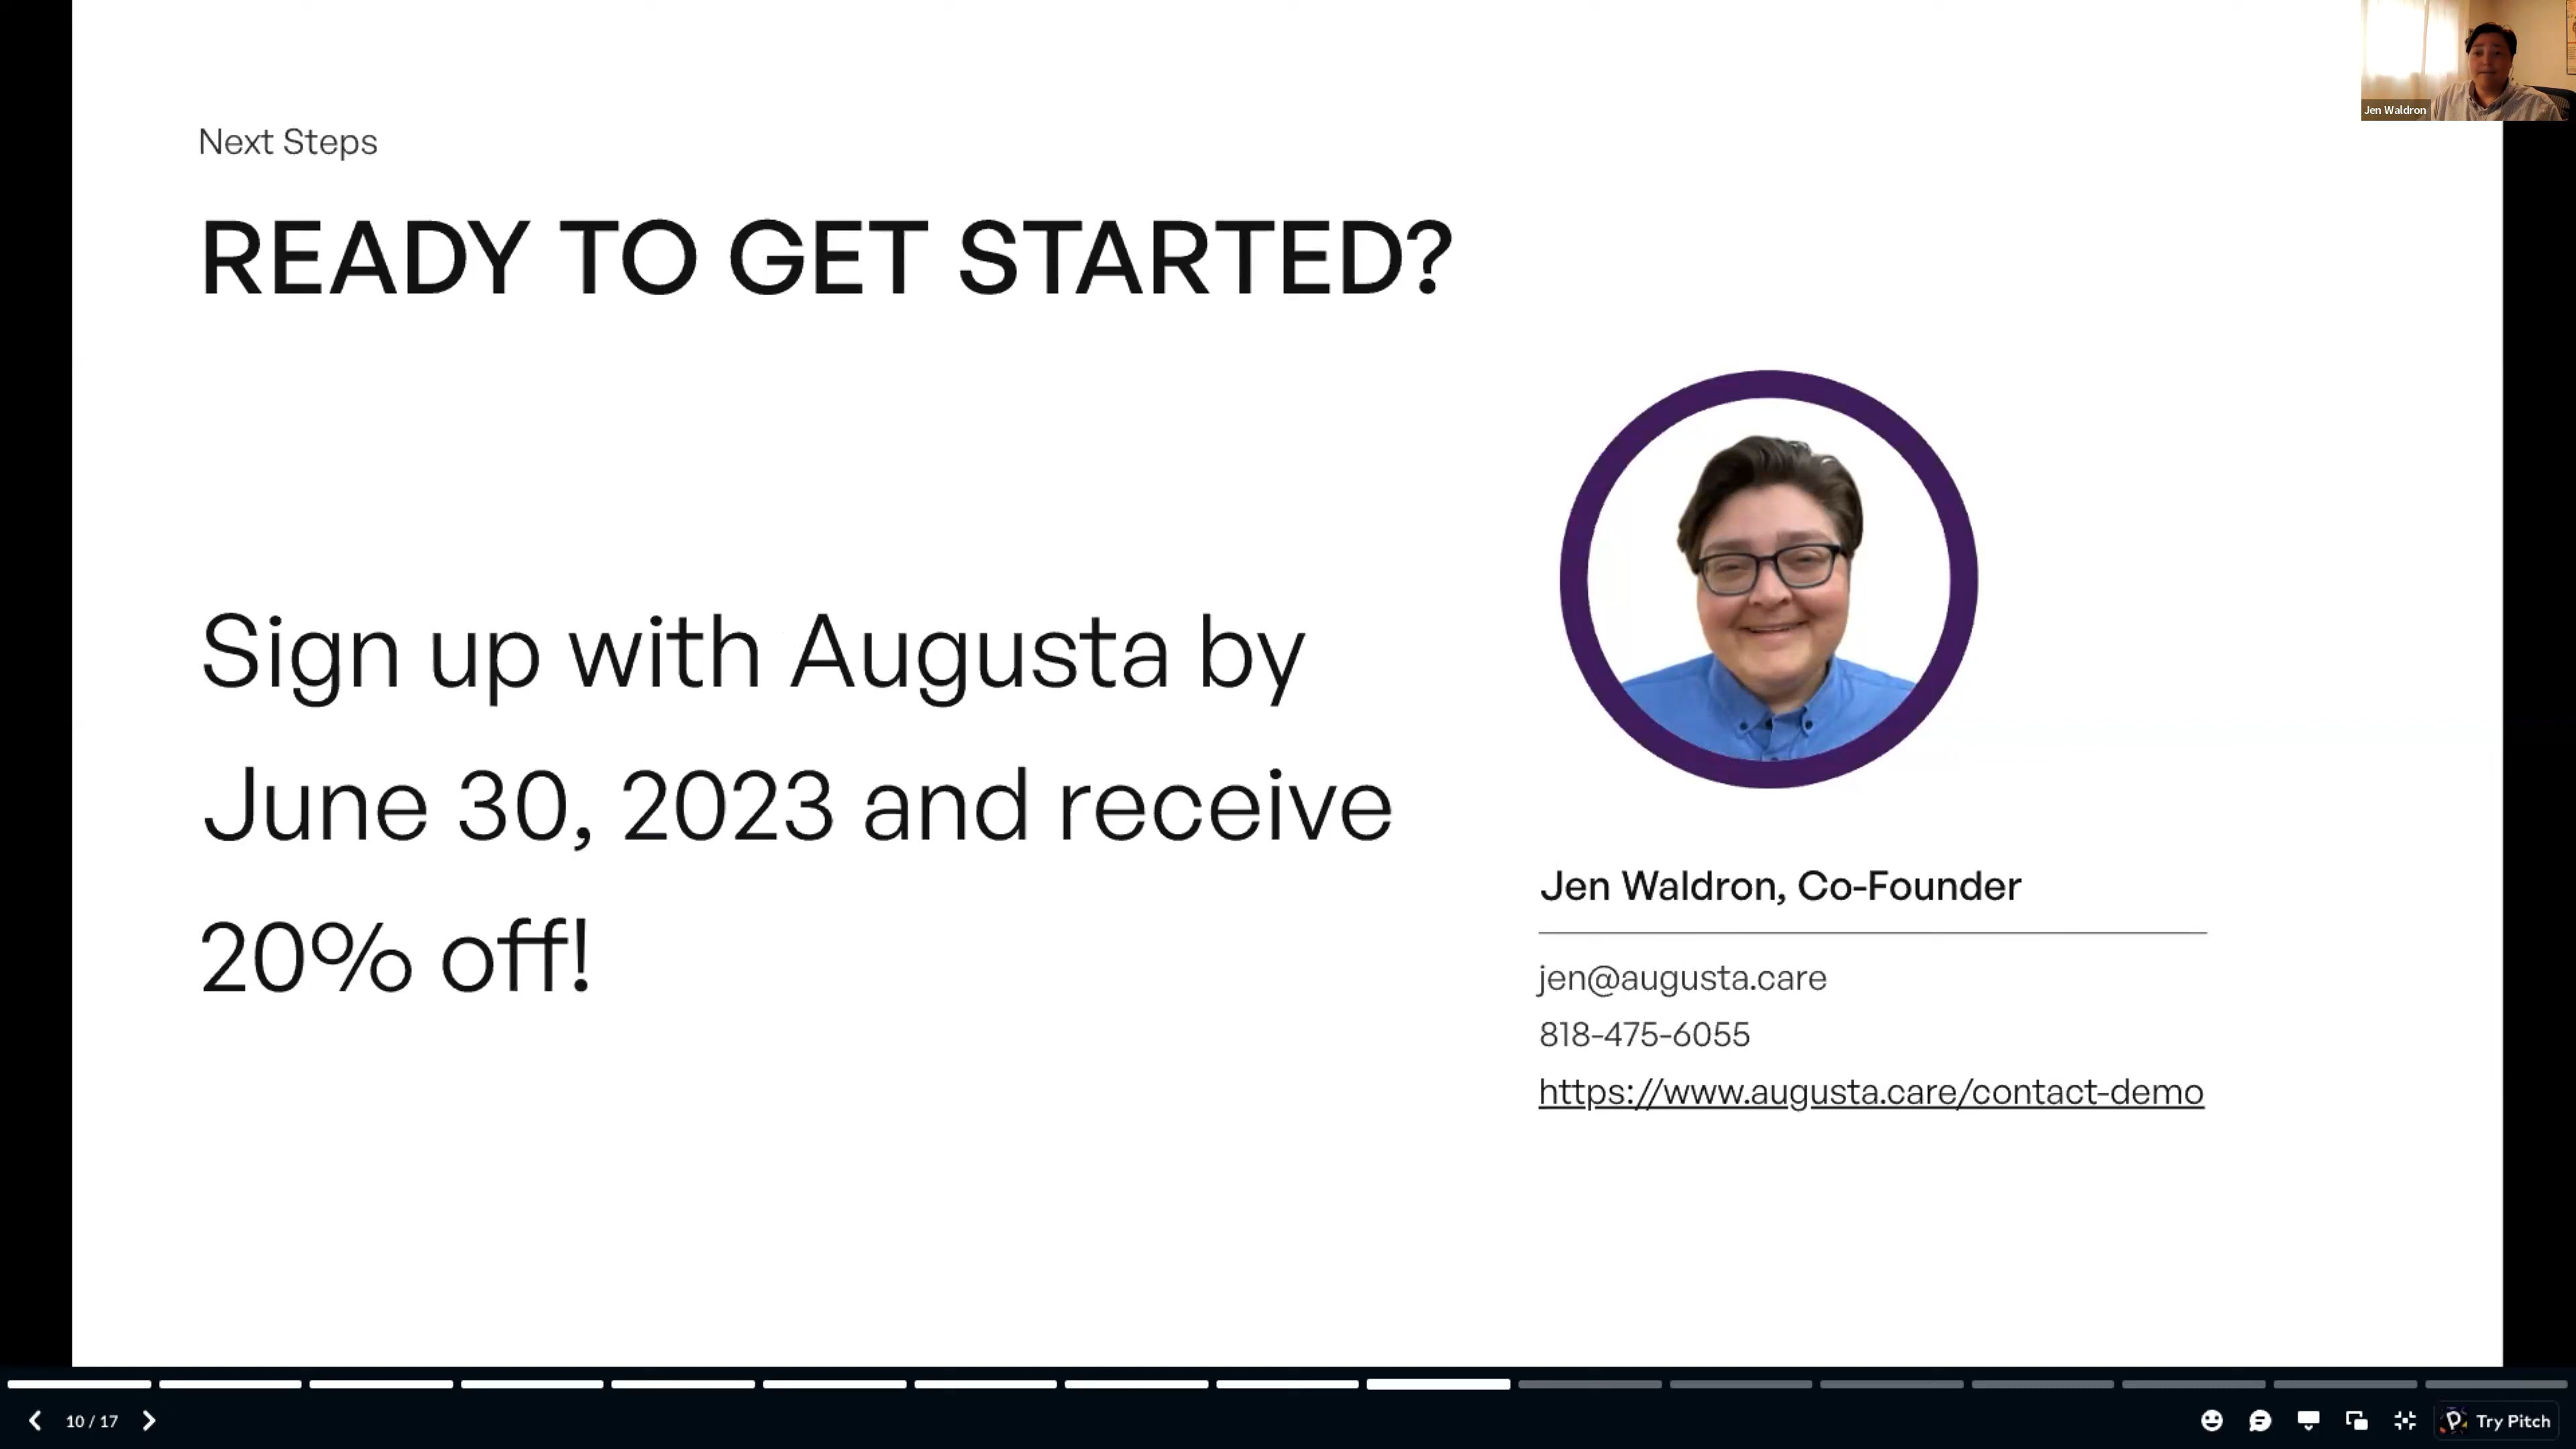 Jen Waldron
Next Steps
READY TO GET STARTED?
Sign up with Augusta by
June 30, 2023 and receive
20% off!
Jen Waldron, Co-Founder
jen@augusta.care
818-475-6055
https://www.augusta.care/contact-demo
10 / 17
Try Pitch